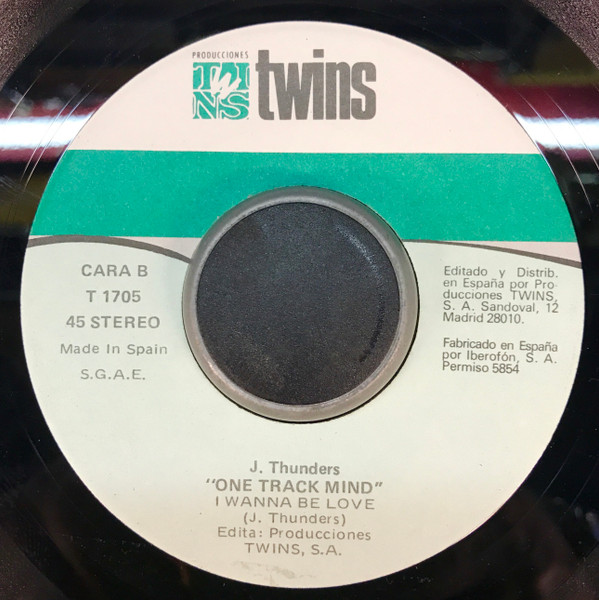 PRODUCCIONES
TWINS
twins
CARA B
T 1705
45 STEREO
Made In Spain
S.G.A.E.
Editado y Distrib.
en España por Pro-
ducciones TWINS,
S. A. Sandoval, 12
Madrid 28010.
Fabricado en España
por Iberofón, S. A.
Permiso 5854
J. Thunders
"ONE TRACK MIND"
I WANNA BE LOVE
(J. Thunders)
Edita: Producciones
TWINS, S.A.